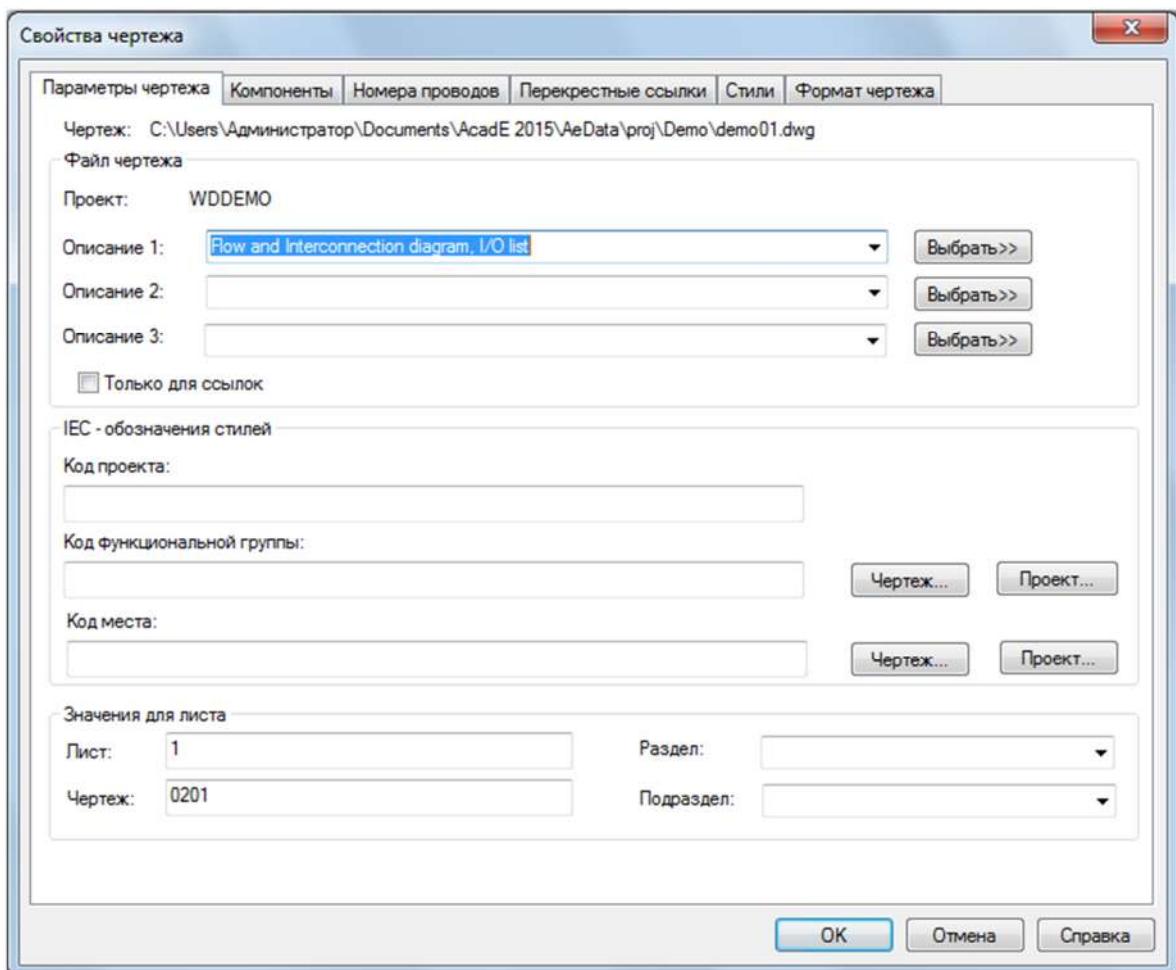 Свойства чертежа
Параметры чертежа Компоненты Номера проводов Перекрестные ссылки Стили Формат чертежа
Чертеж: C:\Users\Администратор\Documents\AcadE 2015\AeData\proj\Demo\demo01.dwg
Файл чертежа
Проект: WDDEMO
Описание 1: Flow and Interconnection diagram, I/O list Выбрать>>
Описание 2: Выбрать>>
Описание 3: Выбрать>>
Только для ссылок
IEC - обозначения стилей
Код проекта:
Код функциональной группы:
Чертеж... Проект...
Код места:
Чертеж... Проект...
Значения для листа
Лист: 1 Раздел:
Чертеж: 0201 Подраздел:
OK Отмена Справка